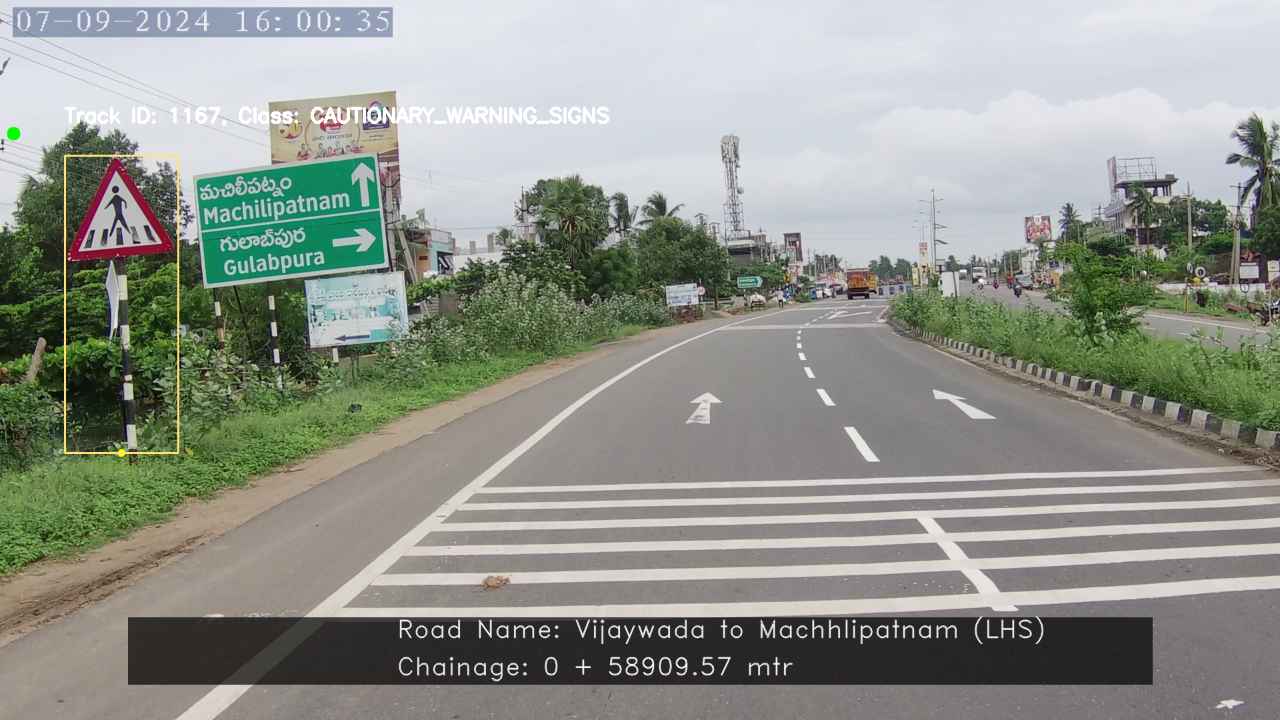 07-09-2024 16:00:35
Track ID: 1167, Class: CAUTIONARY_WARNING_SIGNS
మచిలీపట్నం
Machilipatnam
గులాబ్‌పుర
Gulabpura
Road Name: Vijaywada to Machhlipatnam (LHS)
Chainage: 0 + 58909.57 mtr